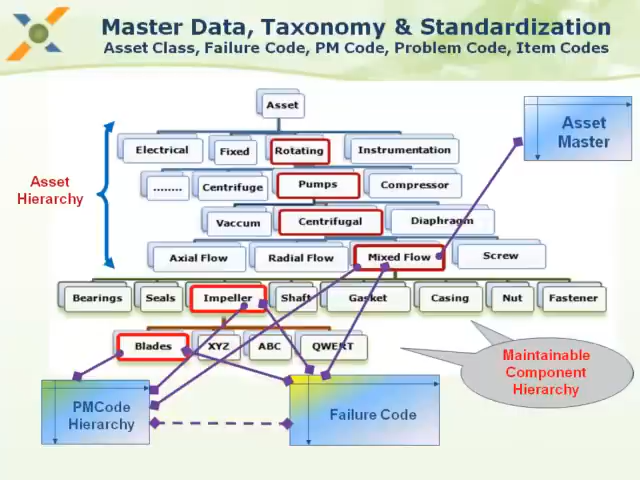 Master Data, Taxonomy & Standardization
Asset Class, Failure Code, PM Code, Problem Code, Item Codes
Asset
Asset
Master
Electrical
Fixed
Rotating
Instrumentation
Asset
Hierarchy
........
Centrifuge
Pumps
Compressor
Vaccum
Centrifugal
Diaphragm
Axial Flow
Radial Flow
Mixed Flow
Screw
Bearings
Seals
Impeller
Shaft
Gasket
Casing
Nut
Fastener
Blades
XYZ
ABC
QWERT
Maintainable
Component
Hierarchy
PMCode
Hierarchy
Failure Code